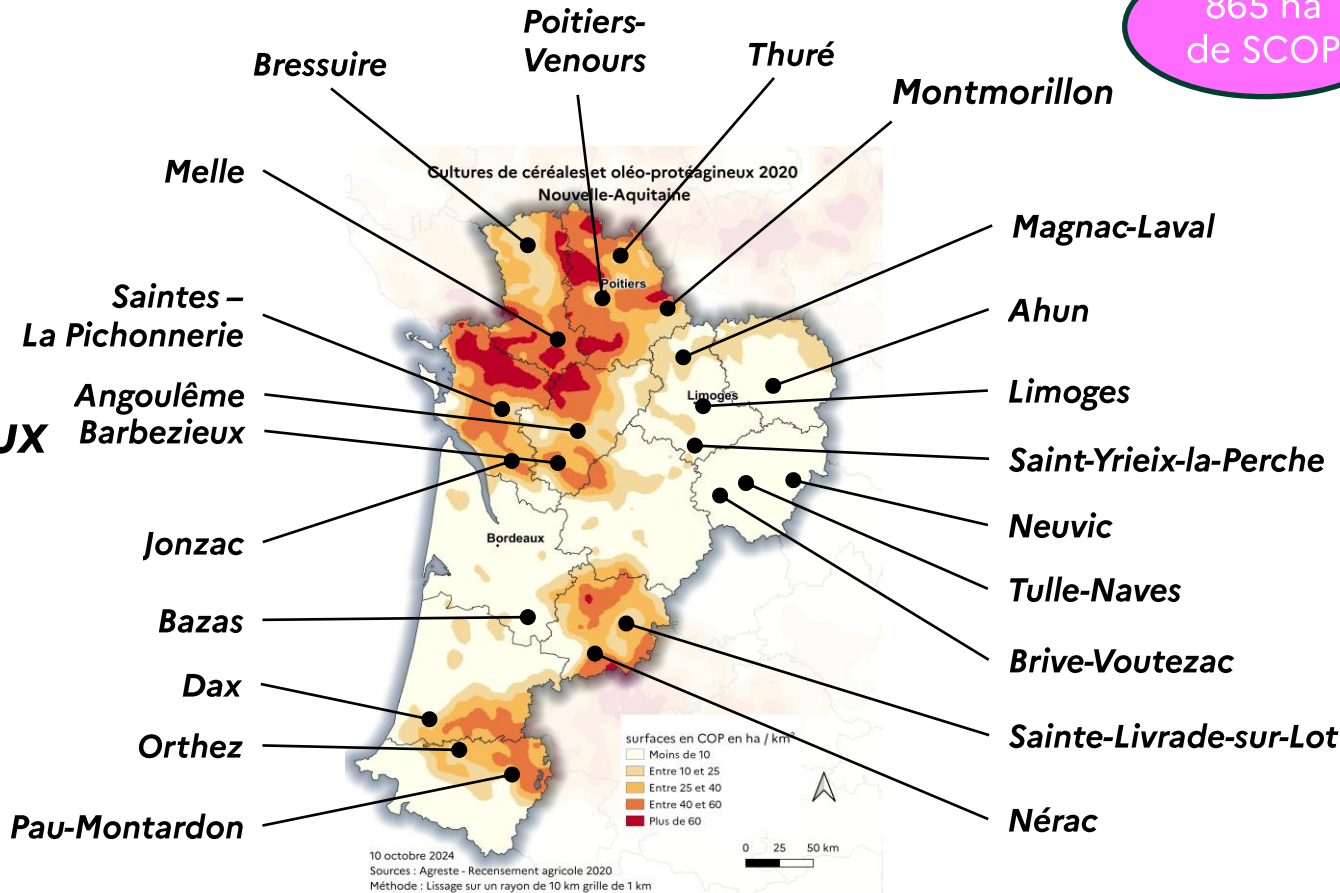 865 ha
de SCOP
Poitiers-
Venours
Thuré
Bressuire
Montmorillon
Melle
Cultures de céréales et oléo-protéagineux 2020
Nouvelle-Aquitaine
Magnac-Laval
Poitiers
Saintes –
La Pichonnerie
Ahun
Angoulême
Limoges
Limoges
UX
Barbezieux
Saint-Yrieix-la-Perche
Neuvic
Jonzac
Bordeaux
Tulle-Naves
Bazas
Brive-Voutezac
Dax
Sainte-Livrade-sur-Lot
Orthez
surfaces en COP en ha / km²
Moins de 10
Entre 10 et 25
Entre 25 et 40
Entre 40 et 60
Plus de 60
Pau-Montardon
Nérac
0 25 50 km
10 octobre 2024
Sources : Agreste - Recensement agricole 2020
Méthode : Lissage sur un rayon de 10 km grille de 1 km